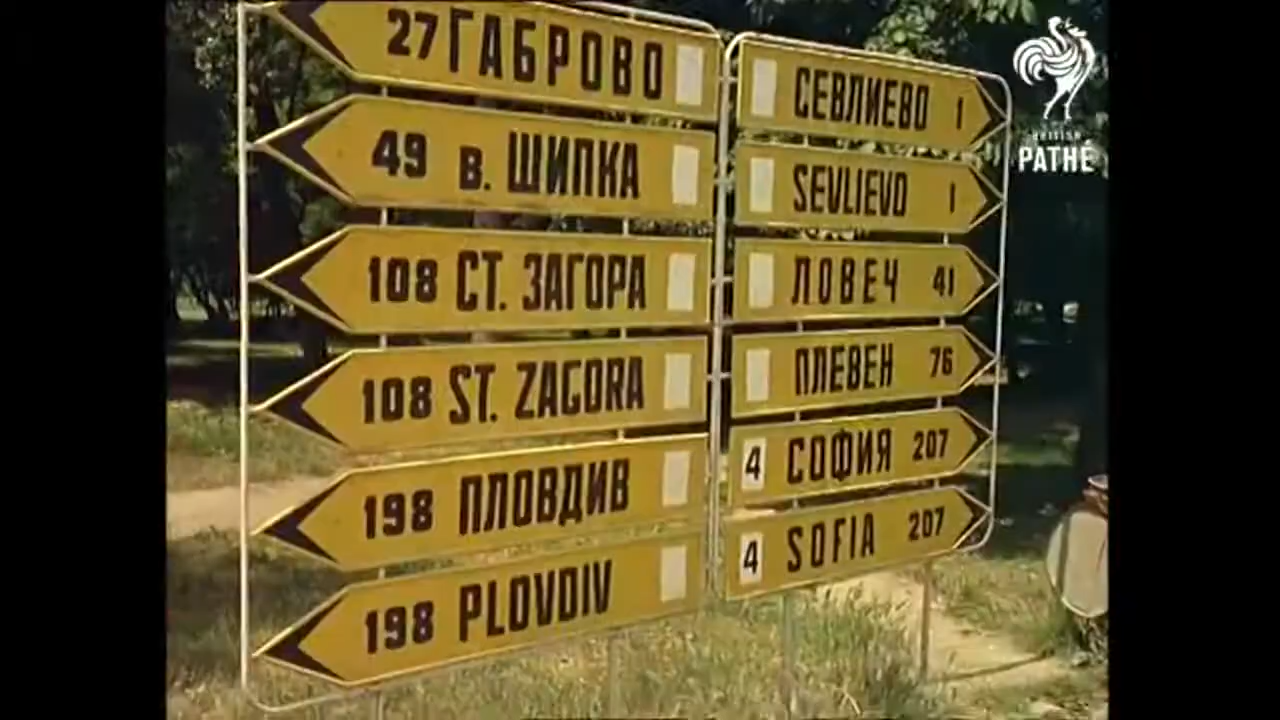 27 ГАБРОВО
49 в. ШИПКА
108 СТ. ЗАГОРА
108 ST. ZAGORA
198 ПЛОВДИВ
198 PLOVDIV
СЕВЛИЕВО 1
SEVLIEVO 1
ЛОВЕЧ 41
ПЛЕВЕН 76
4 СОФИЯ 207
4 SOFIA 207
BRITISH
PATHÉ